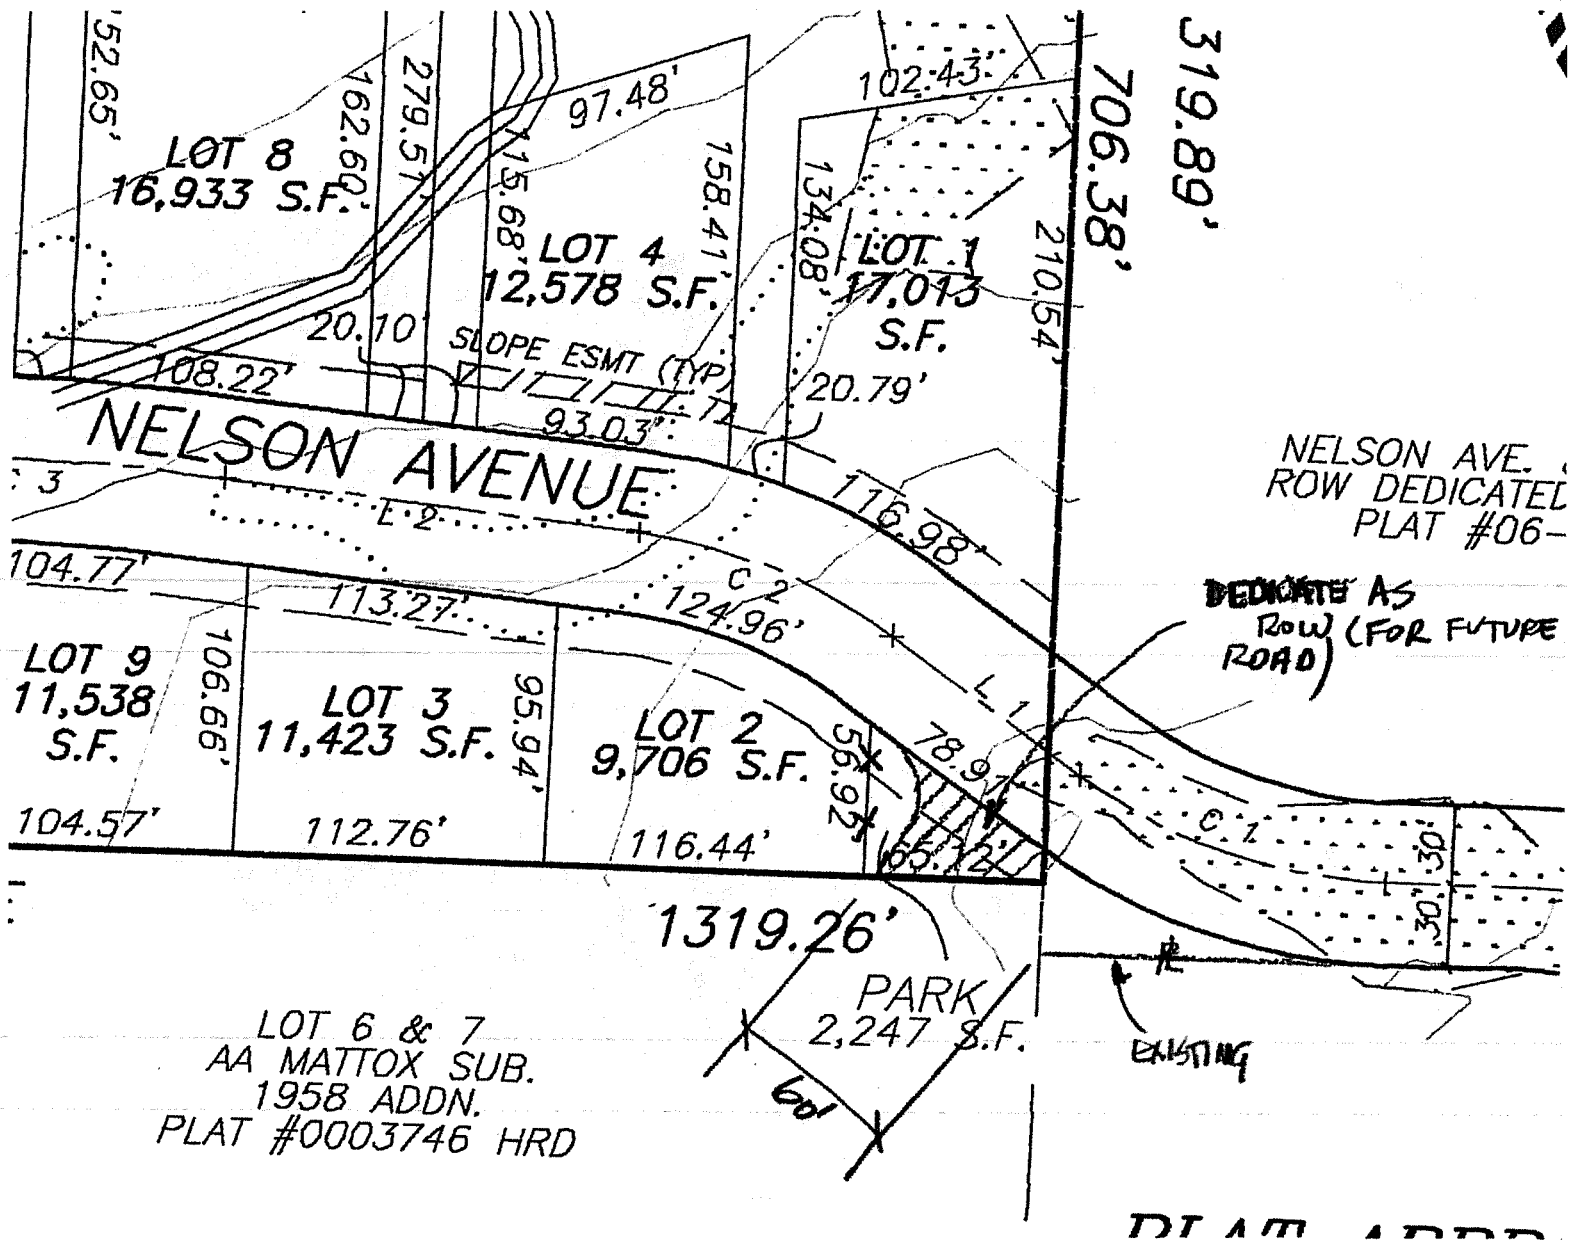 52.65'
162.60'
279.51'
115.68'
97.48'
158.41'
102.43'
134.08'
210.54'
706.38'
319.89'
LOT 8
16,933 S.F.
LOT 4
12,578 S.F.
LOT 1
17,013
S.F.
20.10'
SLOPE ESMT (TYP)
108.22'
93.03'
20.79'
NELSON AVENUE
116.98'
NELSON AVE.
ROW DEDICATED
PLAT #06-
3
L 2
C 2
DEDICATE AS
ROW (FOR FUTURE
ROAD)
104.77'
113.27'
124.96'
L 1
LOT 9
11,538
S.F.
106.66'
LOT 3
11,423 S.F.
95.94'
LOT 2
9,706 S.F.
56.92'
78.9
C 1
30'
30'
104.57'
112.76'
116.44'
65.12'
1319.26'
PARK
2,247 S.F.
60'
EXISTING
LOT 6 & 7
AA MATTOX SUB.
1958 ADDN.
PLAT #0003746 HRD